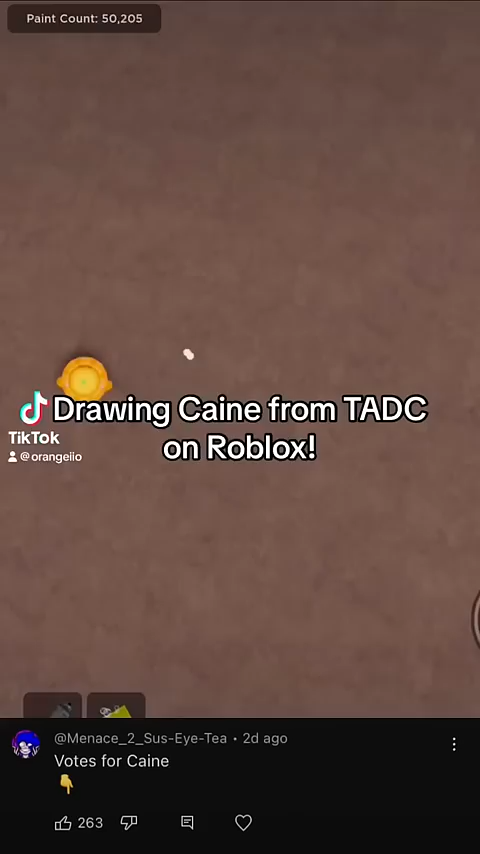 Paint Count: 50,205
Drawing Caine from TADC
on Roblox!
TikTok
@orangeiio
@Menace_2_Sus-Eye-Tea • 2d ago
Votes for Caine
👇
263